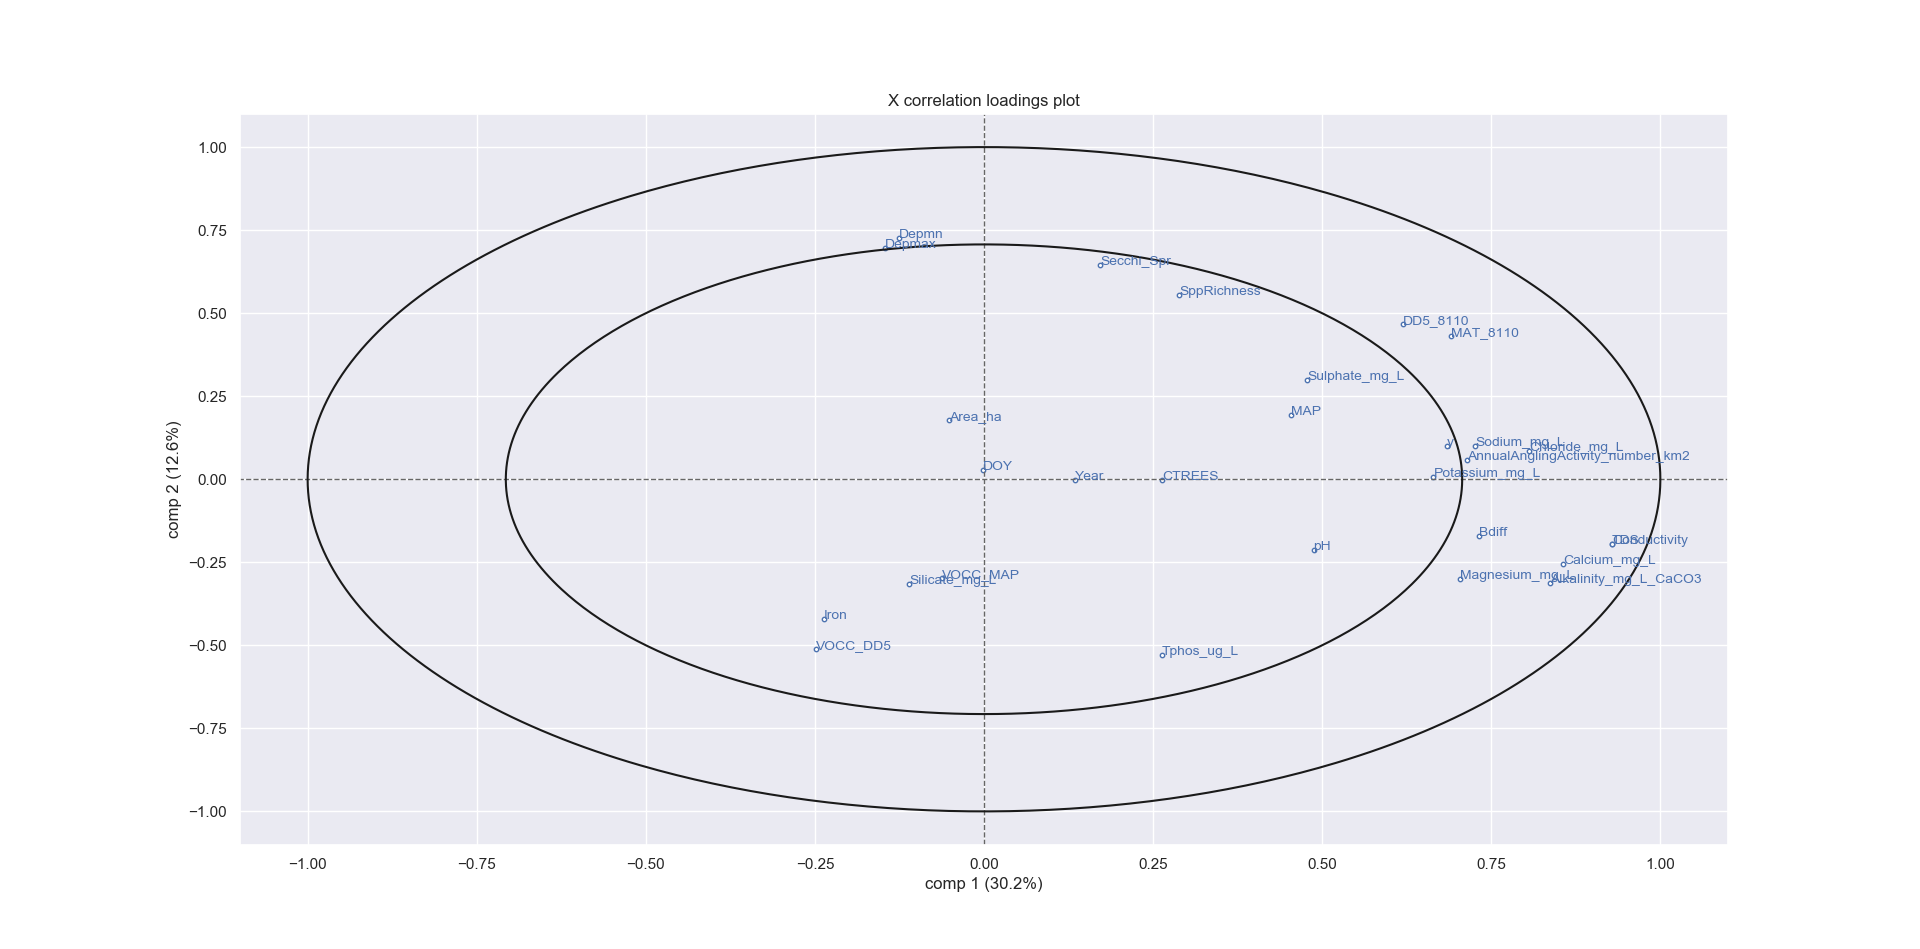 X correlation loadings plot
1.00
Depmn
0.75
Depmax
Secchi_Spr
SppRichness
DD5_8110
0.50
MAT_8110
Sulphate_mg_L
MAP
0.25
Area_ha
y
Sodium_mg_L
Chloride_mg_L
AnnualAnglingActivity_number_km2
DOY
Potassium_mg_L
0.00
Year
CTREES
Bdiff
TDS
Conductivity
pH
−0.25
Calcium_mg_L
VOCC_MAP
Silicate_mg_L
Magnesium_mg_L
Alkalinity_mg_L_CaCO3
Iron
−0.50
VOCC_DD5
Tphos_ug_L
−0.75
−1.00
comp 2 (12.6%)
−1.00 −0.75 −0.50 −0.25 0.00 0.25 0.50 0.75 1.00
comp 1 (30.2%)